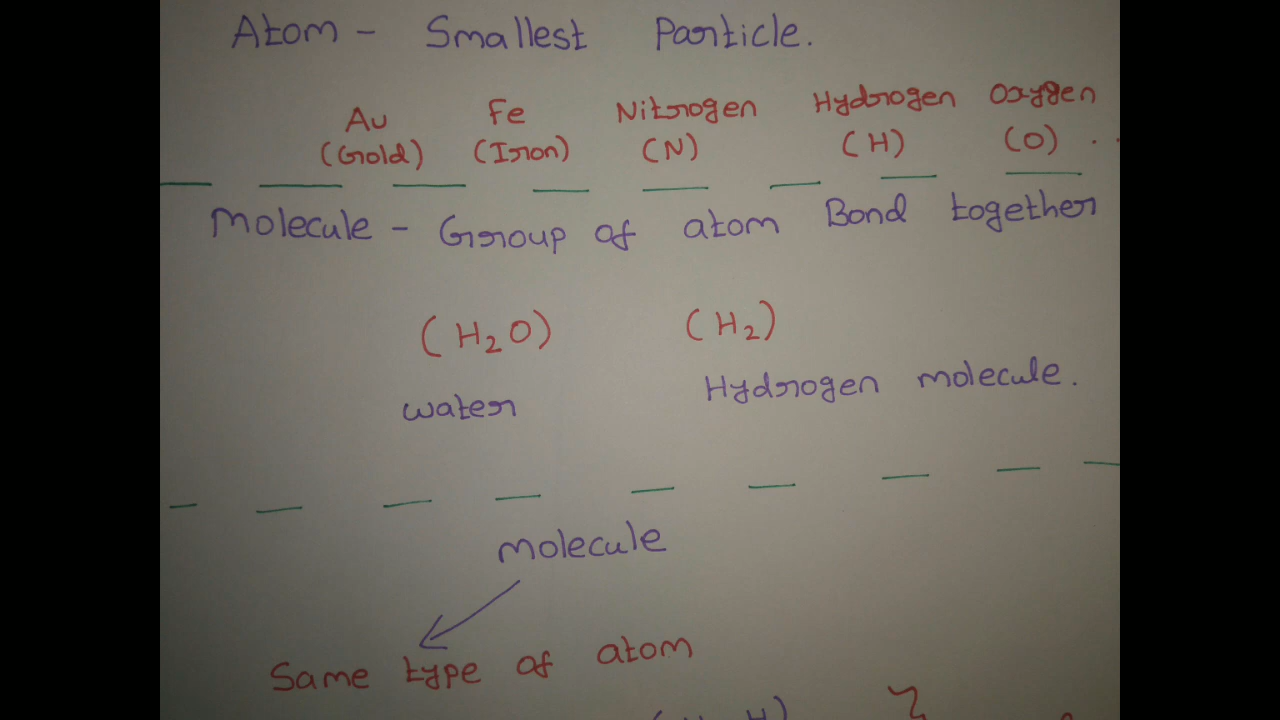 Atom - Smallest Particle.
Au Fe Nitrogen Hydrogen Oxygen
(Gold) (Iron) (N) (H) (O) . .
Molecule - Group of atom Bond together
(H₂O) (H₂)
water Hydrogen molecule.
molecule
Same type of atom